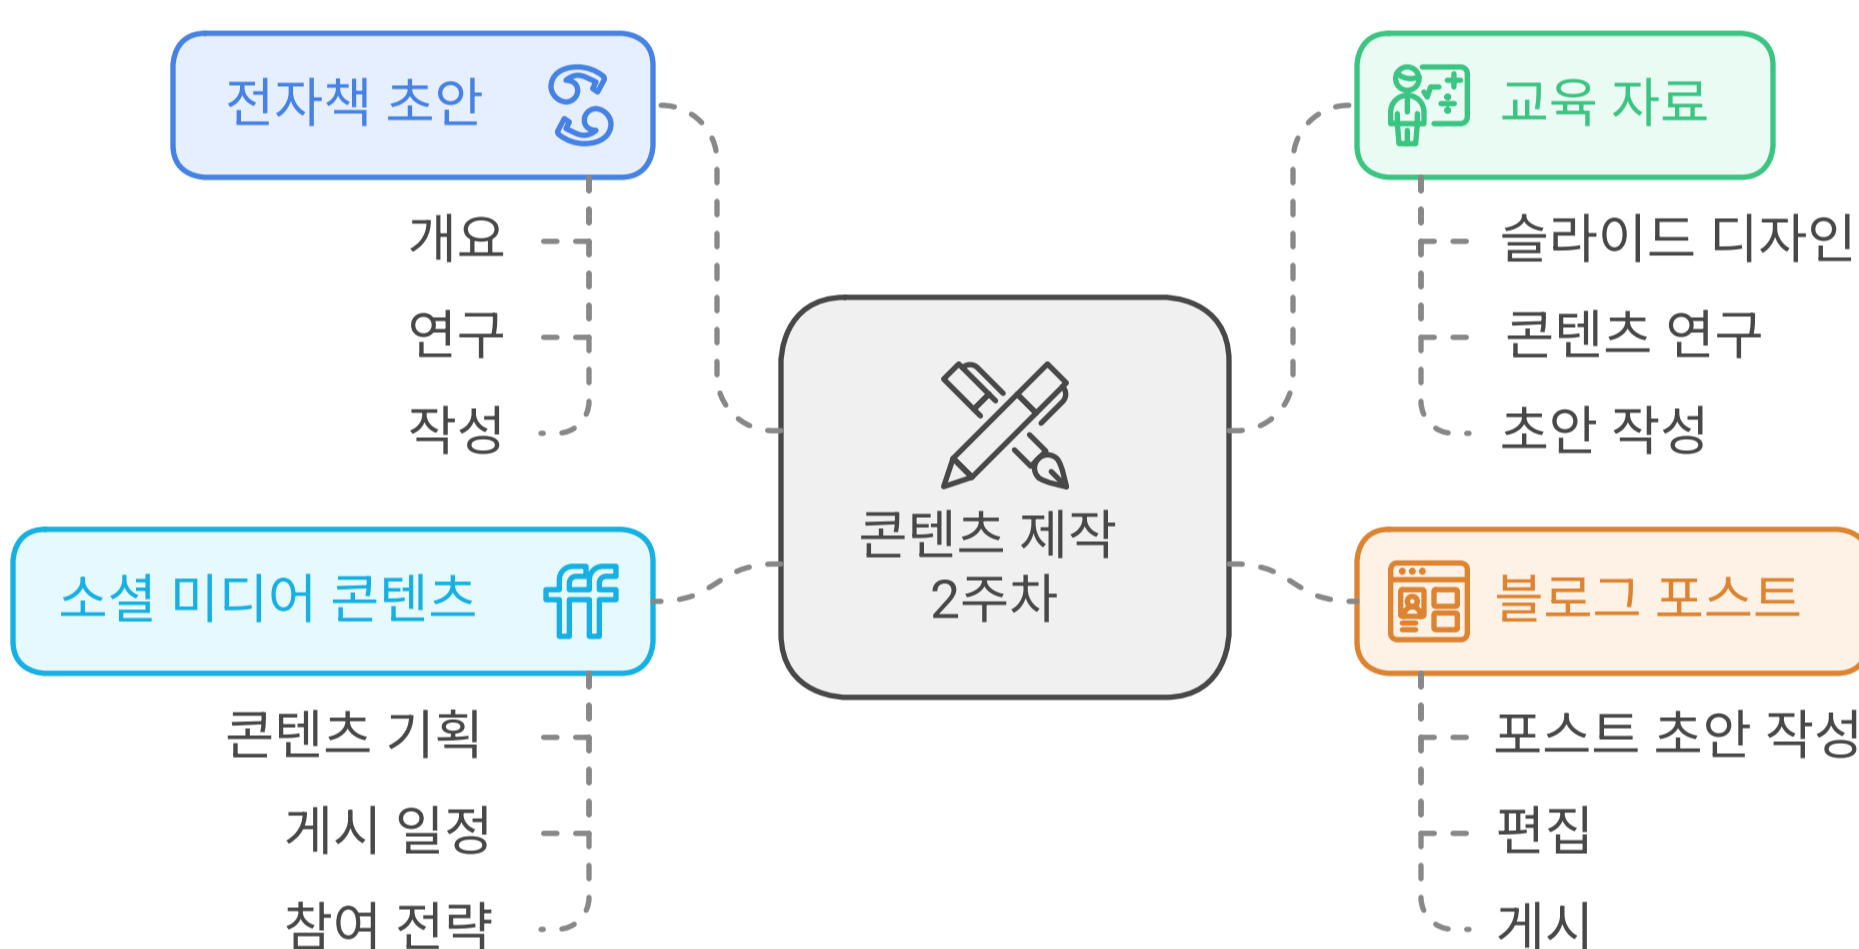 전자책 초안
개요
연구
작성
소셜 미디어 콘텐츠
콘텐츠 기획
게시 일정
참여 전략
콘텐츠 제작
2주차
교육 자료
슬라이드 디자인
콘텐츠 연구
초안 작성
블로그 포스트
포스트 초안 작성
편집
게시